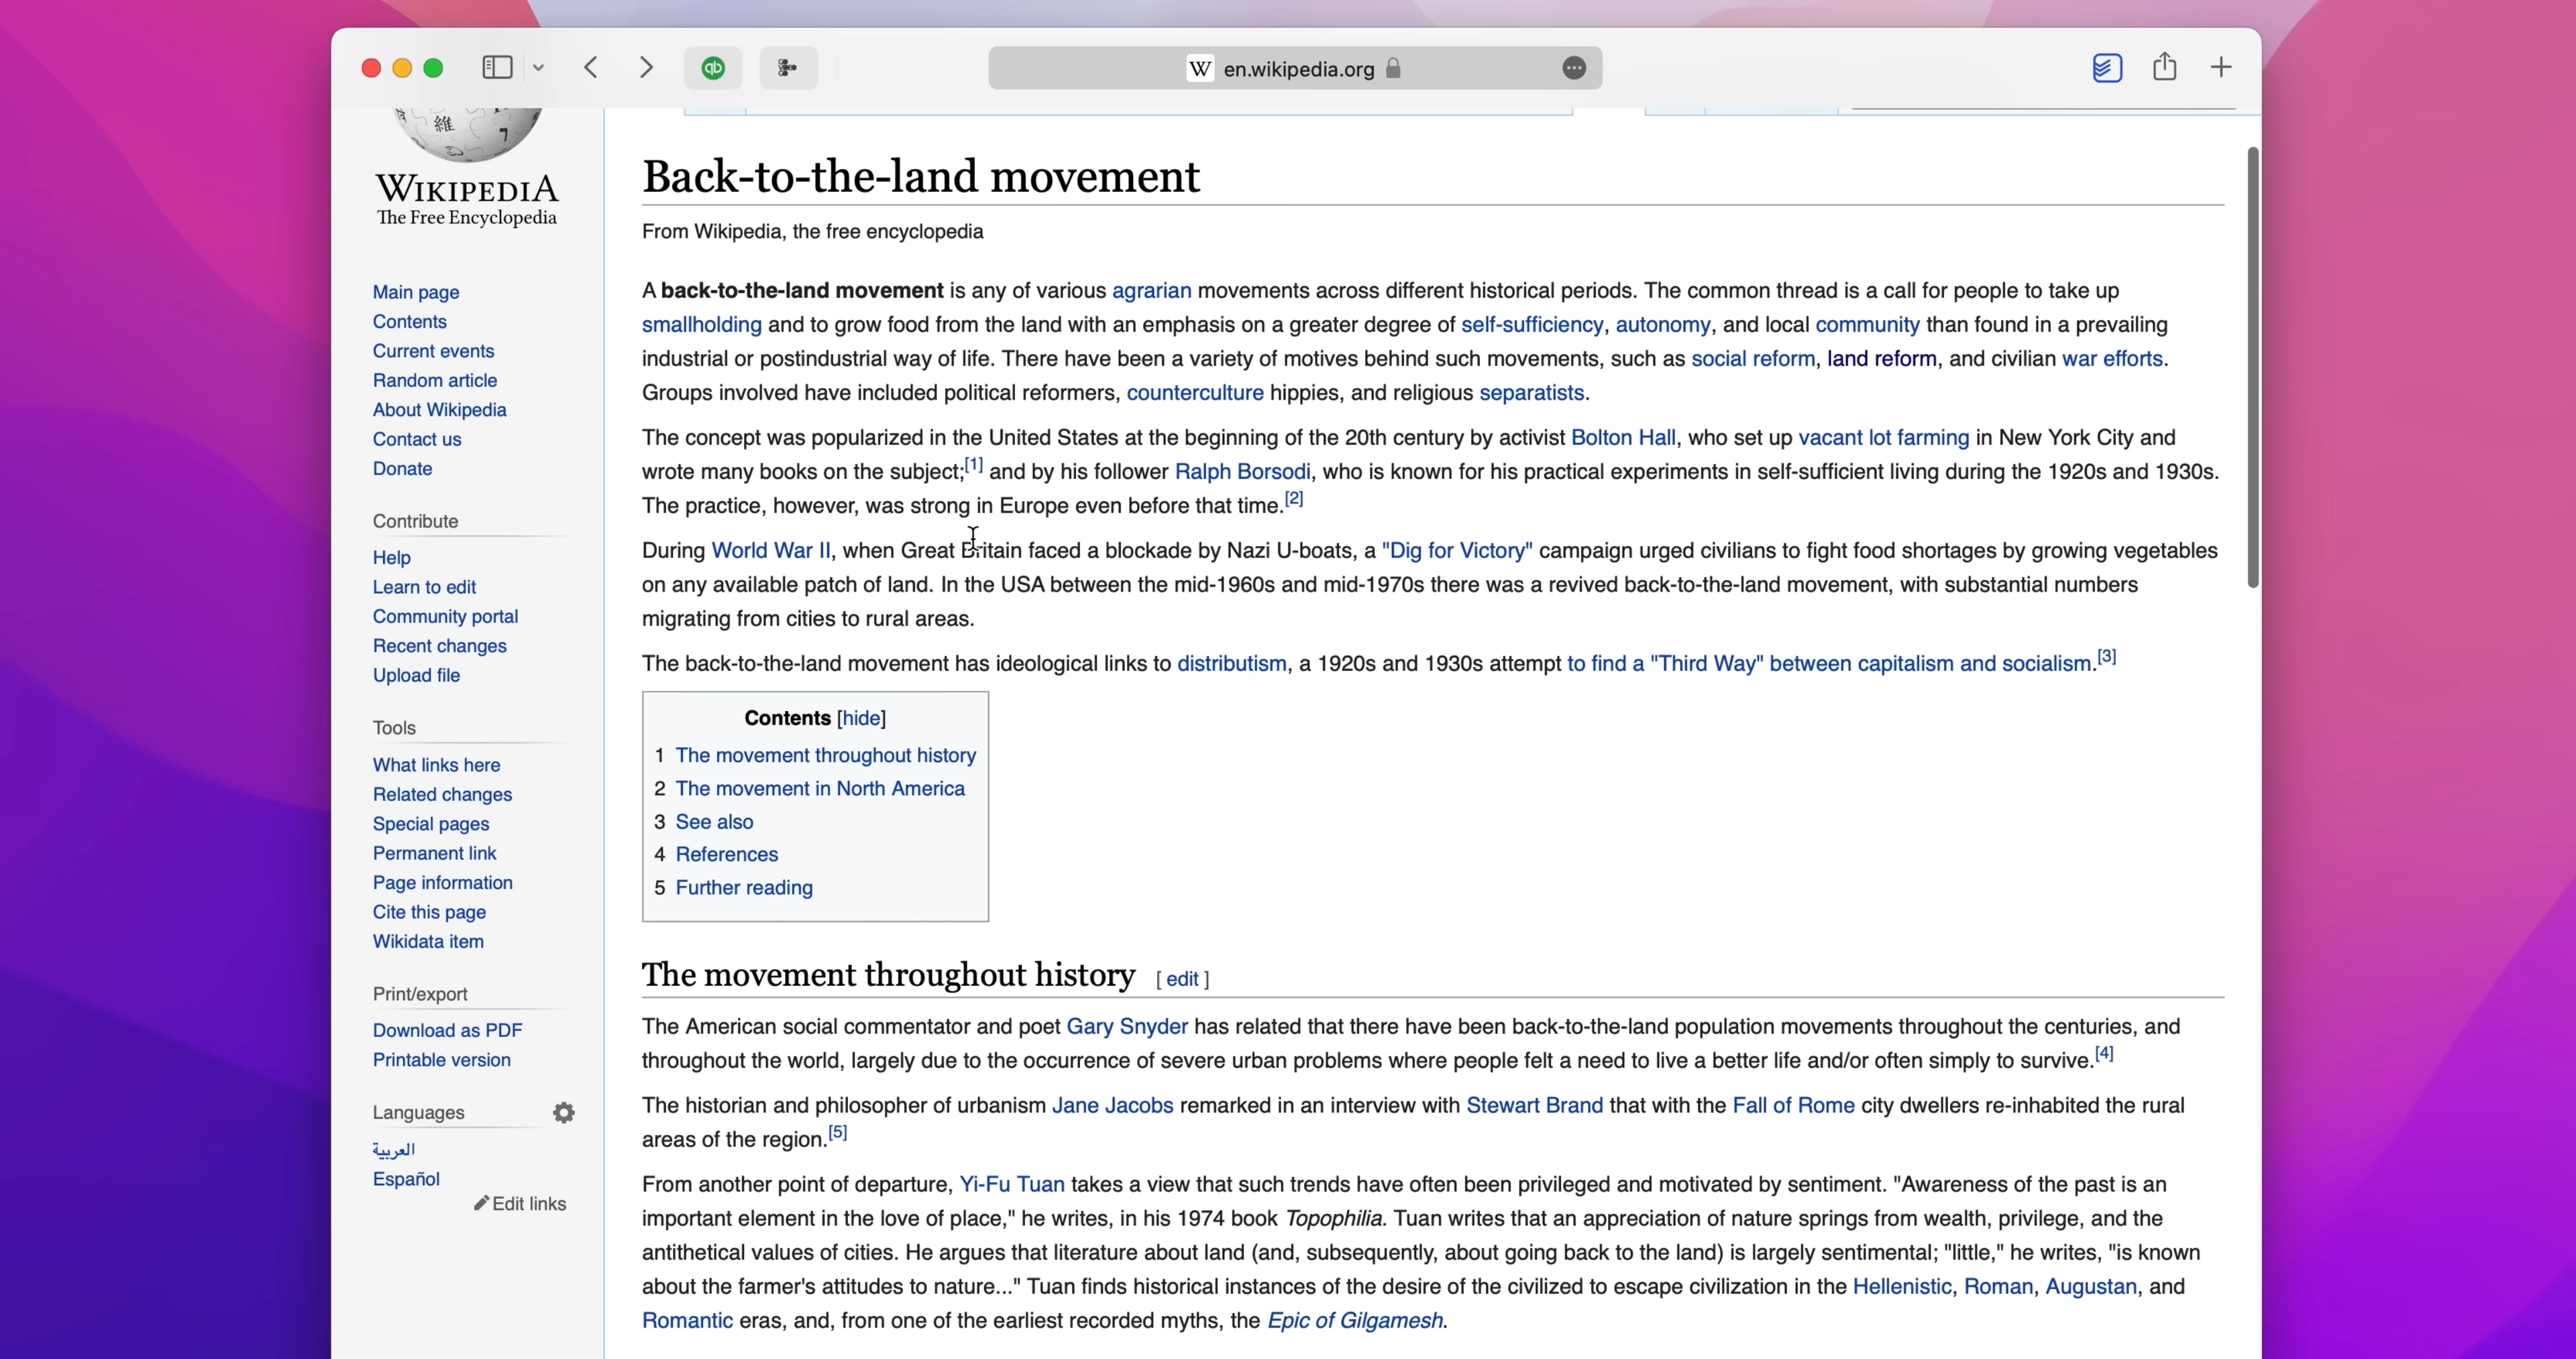 W en.wikipedia.org
維
WIKIPEDIA
The Free Encyclopedia
Main page
Contents
Current events
Random article
About Wikipedia
Contact us
Donate
Contribute
Help
Learn to edit
Community portal
Recent changes
Upload file
Tools
What links here
Related changes
Special pages
Permanent link
Page information
Cite this page
Wikidata item
Print/export
Download as PDF
Printable version
Languages
العربية
Español
Edit links
Back-to-the-land movement
From Wikipedia, the free encyclopedia
A back-to-the-land movement is any of various agrarian movements across different historical periods. The common thread is a call for people to take up
smallholding and to grow food from the land with an emphasis on a greater degree of self-sufficiency, autonomy, and local community than found in a prevailing
industrial or postindustrial way of life. There have been a variety of motives behind such movements, such as social reform, land reform, and civilian war efforts.
Groups involved have included political reformers, counterculture hippies, and religious separatists.
The concept was popularized in the United States at the beginning of the 20th century by activist Bolton Hall, who set up vacant lot farming in New York City and
wrote many books on the subject;[1] and by his follower Ralph Borsodi, who is known for his practical experiments in self-sufficient living during the 1920s and 1930s.
The practice, however, was strong in Europe even before that time.[2]
During World War II, when Great Britain faced a blockade by Nazi U-boats, a "Dig for Victory" campaign urged civilians to fight food shortages by growing vegetables
on any available patch of land. In the USA between the mid-1960s and mid-1970s there was a revived back-to-the-land movement, with substantial numbers
migrating from cities to rural areas.
The back-to-the-land movement has ideological links to distributism, a 1920s and 1930s attempt to find a "Third Way" between capitalism and socialism.[3]
Contents [hide]
1 The movement throughout history
2 The movement in North America
3 See also
4 References
5 Further reading
The movement throughout history [ edit ]
The American social commentator and poet Gary Snyder has related that there have been back-to-the-land population movements throughout the centuries, and
throughout the world, largely due to the occurrence of severe urban problems where people felt a need to live a better life and/or often simply to survive.[4]
The historian and philosopher of urbanism Jane Jacobs remarked in an interview with Stewart Brand that with the Fall of Rome city dwellers re-inhabited the rural
areas of the region.[5]
From another point of departure, Yi-Fu Tuan takes a view that such trends have often been privileged and motivated by sentiment. "Awareness of the past is an
important element in the love of place," he writes, in his 1974 book Topophilia. Tuan writes that an appreciation of nature springs from wealth, privilege, and the
antithetical values of cities. He argues that literature about land (and, subsequently, about going back to the land) is largely sentimental; "little," he writes, "is known
about the farmer's attitudes to nature..." Tuan finds historical instances of the desire of the civilized to escape civilization in the Hellenistic, Roman, Augustan, and
Romantic eras, and, from one of the earliest recorded myths, the Epic of Gilgamesh.